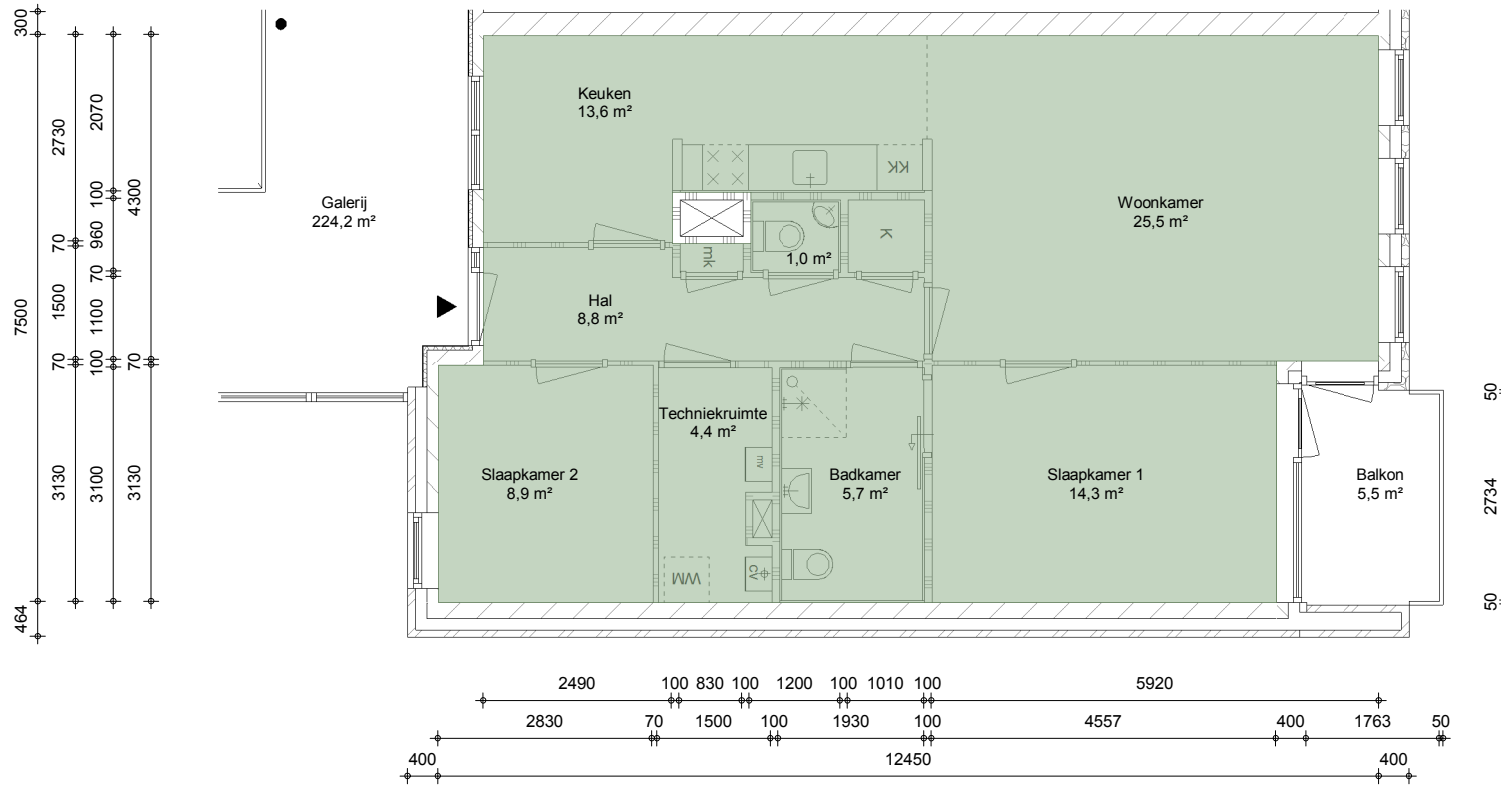 Keuken
13,6 m²
KK
Galerij
224,2 m²
Woonkamer
25,5 m²
K
mk
1,0 m²
Hal
8,8 m²
Techniekruimte
4,4 m²
mv
Slaapkamer 2
8,9 m²
Badkamer
5,7 m²
Slaapkamer 1
14,3 m²
Balkon
5,5 m²
WM
CV
300
7500
464
2730
70
1500
70
3130
2070
100
960
70
1100
100
3100
4300
70
3130
50
2734
50
2490 100 830 100 1200 100 1010 100 5920
2830 70 1500 100 1930 100 4557 400 1763 50
400 12450 400